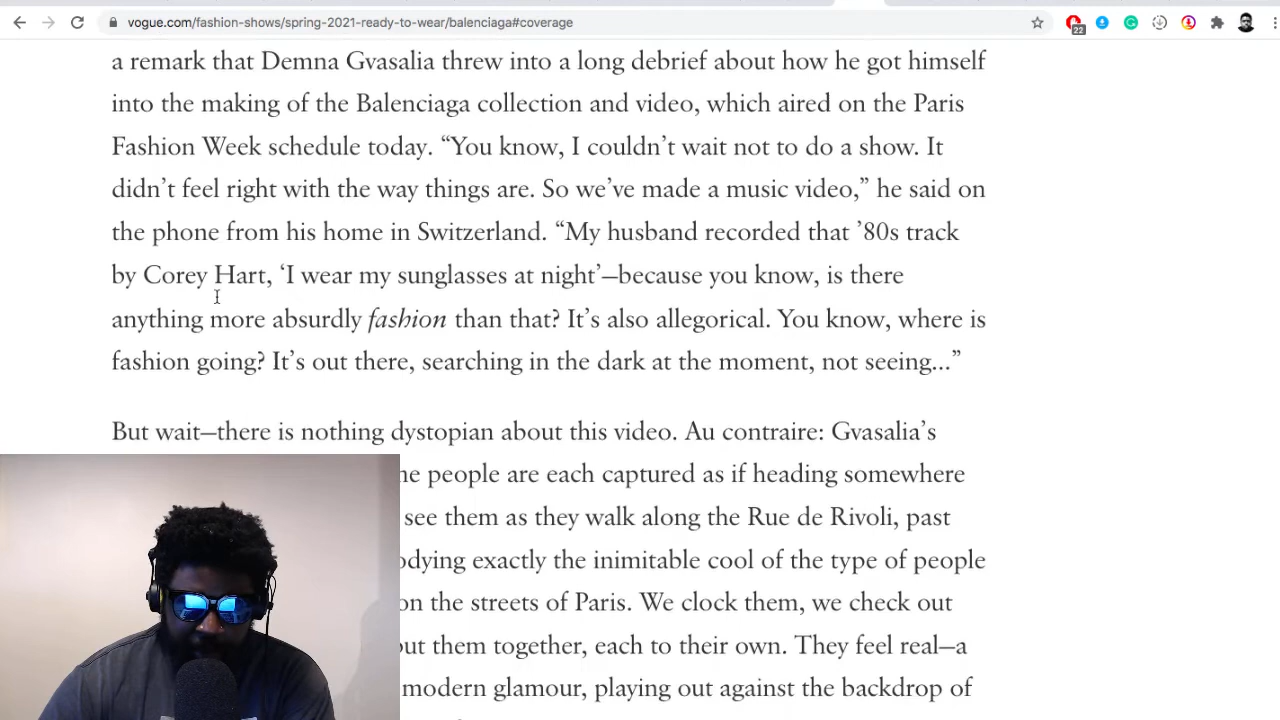 vogue.com/fashion-shows/spring-2021-ready-to-wear/balenciaga#coverage
22
a remark that Demna Gvasalia threw into a long debrief about how he got himself
into the making of the Balenciaga collection and video, which aired on the Paris
Fashion Week schedule today. “You know, I couldn’t wait not to do a show. It
didn’t feel right with the way things are. So we’ve made a music video,” he said on
the phone from his home in Switzerland. “My husband recorded that ’80s track
by Corey Hart, ‘I wear my sunglasses at night’—because you know, is there
anything more absurdly fashion than that? It’s also allegorical. You know, where is
fashion going? It’s out there, searching in the dark at the moment, not seeing…”
But wait—there is nothing dystopian about this video. Au contraire: Gvasalia’s
people are each captured as if heading somewhere
see them as they walk along the Rue de Rivoli, past
exactly the inimitable cool of the type of people
on the streets of Paris. We clock them, we check out
them together, each to their own. They feel real—a
modern glamour, playing out against the backdrop of